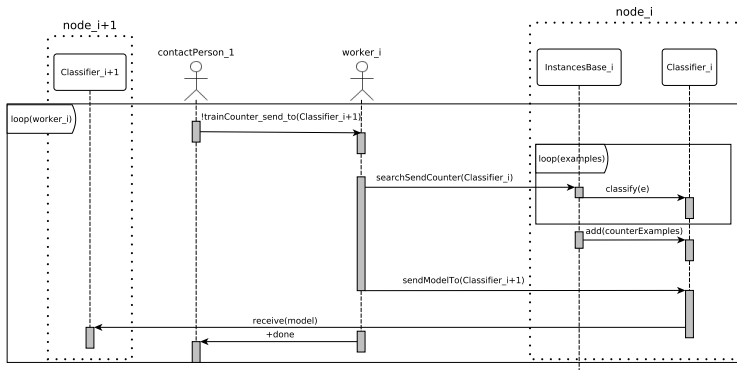 node_i+1
node_i
contactPerson_1
worker_i
Classifier_i+1
InstancesBase_i
Classifier_i
loop(worker_i)
!trainCounter_send_to(Classifier_i+1)
loop(examples)
searchSendCounter(Classifier_i)
classify(e)
add(counterExamples)
sendModelTo(Classifier_i+1)
receive(model)
+done